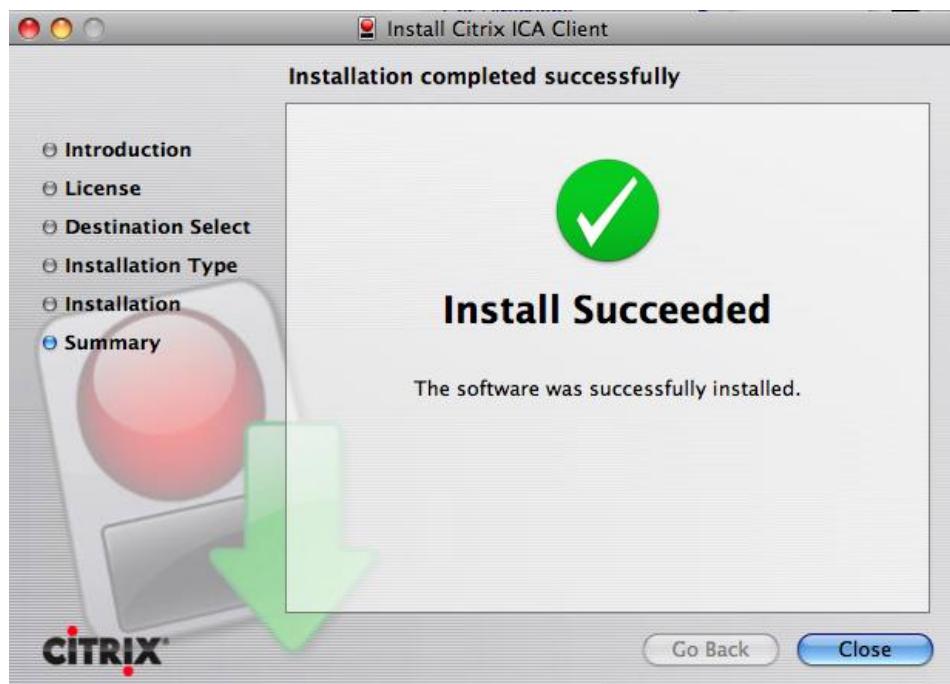 Install Citrix ICA Client
Installation completed successfully
Introduction
License
Destination Select
Installation Type
Installation
Summary
Install Succeeded
The software was successfully installed.
CITRIX
Go Back
Close